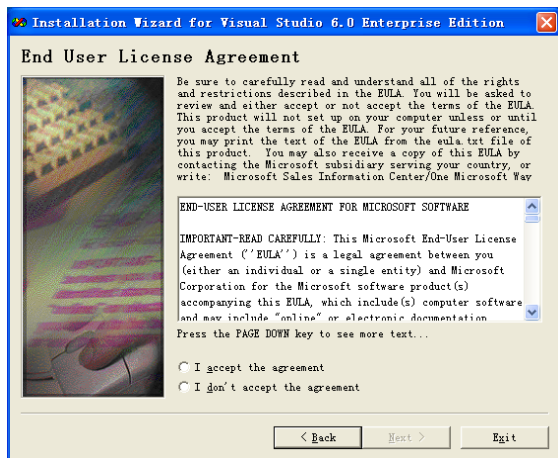 Installation Wizard for Visual Studio 6.0 Enterprise Edition
End User License Agreement
Be sure to carefully read and understand all of the rights
and restrictions described in the EULA. You will be asked to
review and either accept or not accept the terms of the EULA.
This product will not set up on your computer unless or until
you accept the terms of the EULA. For your future reference,
you may print the text of the EULA from the eula.txt file of
this product. You may also receive a copy of this EULA by
contacting the Microsoft subsidiary serving your country, or
write: Microsoft Sales Information Center/One Microsoft Way
END-USER LICENSE AGREEMENT FOR MICROSOFT SOFTWARE
IMPORTANT-READ CAREFULLY: This Microsoft End-User License
Agreement (''EULA'') is a legal agreement between you
(either an individual or a single entity) and Microsoft
Corporation for the Microsoft software product(s)
accompanying this EULA, which include(s) computer software
and may include "online" or electronic documentation
Press the PAGE DOWN key to see more text...
I accept the agreement
I don't accept the agreement
< Back
Next >
Exit